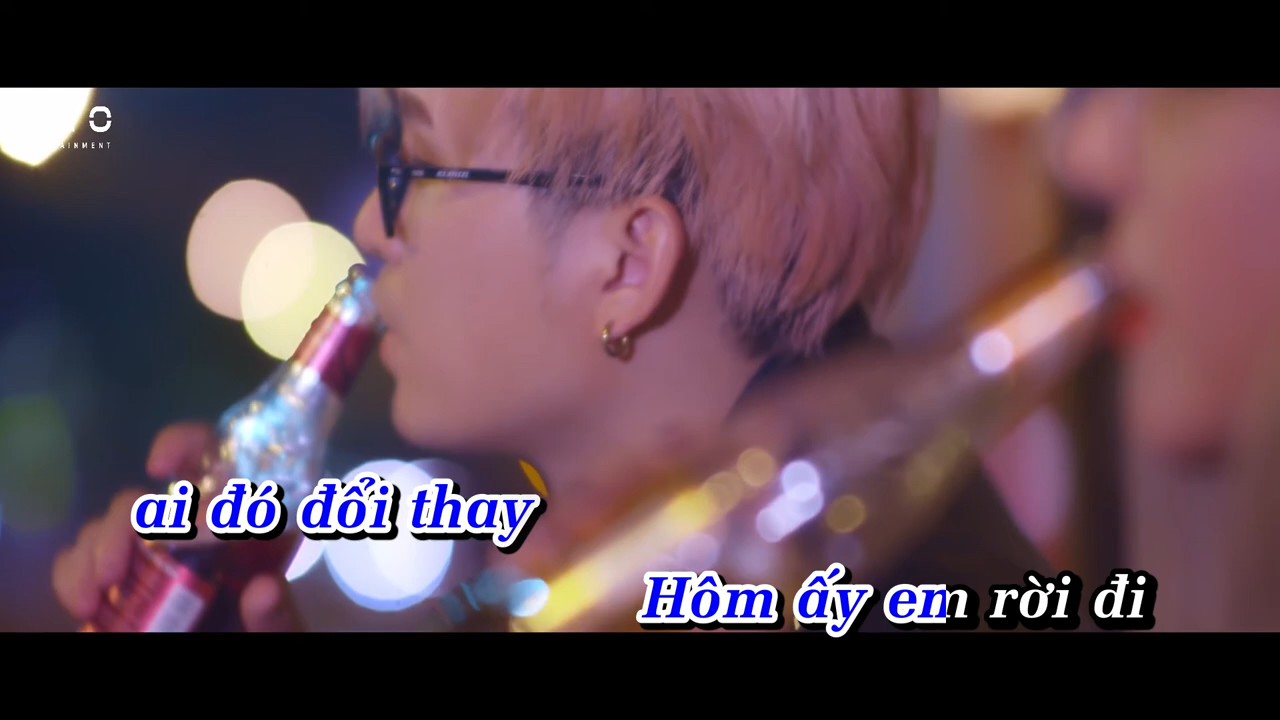 ai đó đổi thay
Hôm ấy em rời đi